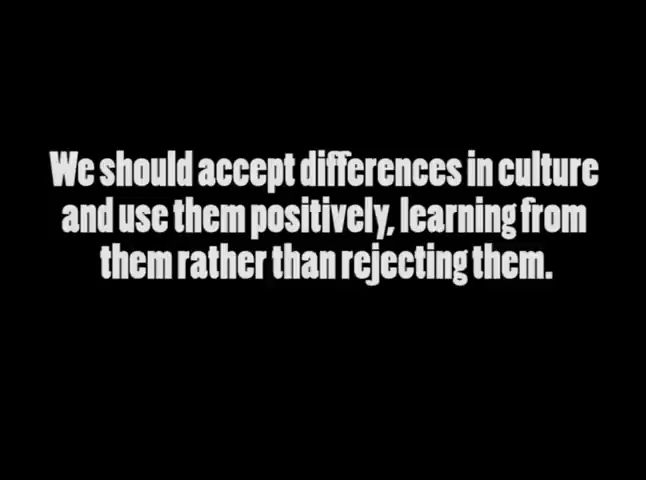 We should accept differences in culture
and use them positively, learning from
them rather than rejecting them.